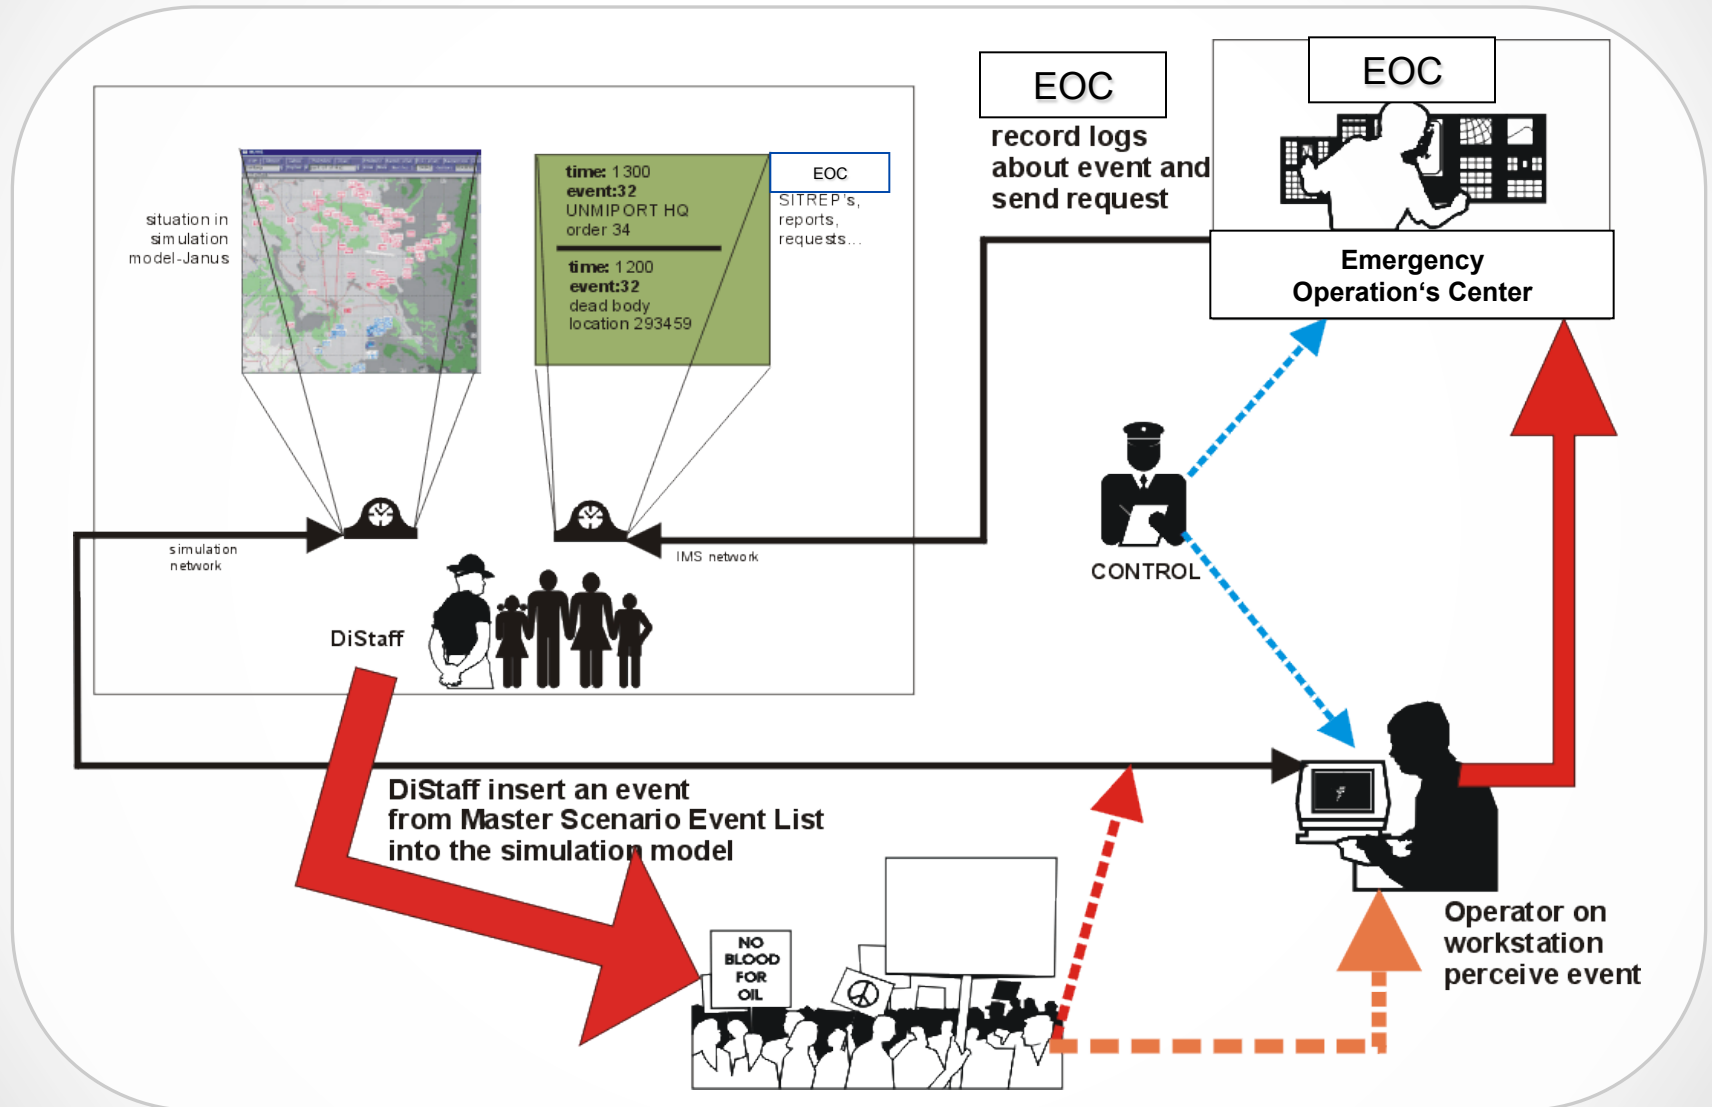 situation in
simulation
model-Janus
time: 1300
event:32
UNMIPORT HQ
order 34
time: 1200
event:32
dead body
location 293459
EOC
SITREP's,
reports,
requests...
EOC
record logs
about event and
send request
EOC
Emergency
Operation‘s Center
simulation
network
IMS network
CONTROL
DiStaff
DiStaff insert an event
from Master Scenario Event List
into the simulation model
NO
BLOOD
FOR
OIL
Operator on
workstation
perceive event